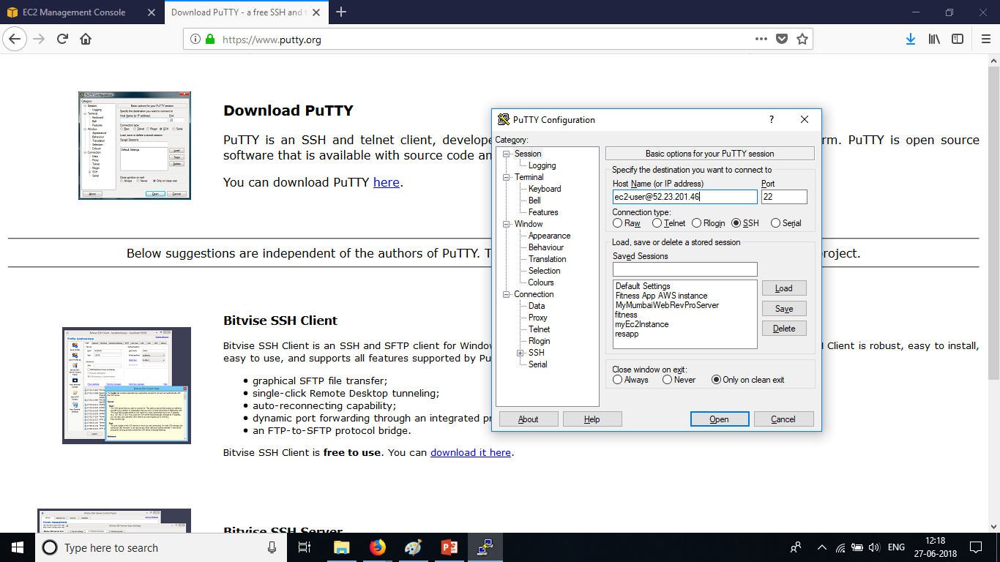 EC2 Management Console
Download PuTTY - a free SSH and t
https://www.putty.org
Download PuTTY
PuTTY is an SSH and telnet client, develope
rm. PuTTY is open source
software that is available with source code an
You can download PuTTY here.
Below suggestions are independent of the authors of PuTTY. T
roject.
Bitvise SSH Client
Bitvise SSH Client is an SSH and SFTP client for Window
H Client is robust, easy to install,
easy to use, and supports all features supported by Pu
graphical SFTP file transfer;
single-click Remote Desktop tunneling;
auto-reconnecting capability;
dynamic port forwarding through an integrated pr
an FTP-to-SFTP protocol bridge.
Bitvise SSH Client is free to use. You can download it here.
Bitvise SSH Server
PuTTY Configuration
?
Category:
Session
Logging
Terminal
Keyboard
Bell
Features
Window
Appearance
Behaviour
Translation
Selection
Colours
Connection
Data
Proxy
Telnet
Rlogin
SSH
Serial
Basic options for your PuTTY session
Specify the destination you want to connect to
Host Name (or IP address) Port
ec2-user@52.23.201.46 22
Connection type:
Raw Telnet Rlogin SSH Serial
Load, save or delete a stored session
Saved Sessions
Default Settings
Fitness App AWS instance
MyMumbaiWebRevProServer
fitness
myEc2Instance
resapp
Load
Save
Delete
Close window on exit:
Always Never Only on clean exit
About Help Open Cancel
Type here to search
ENG
12:18
27-06-2018